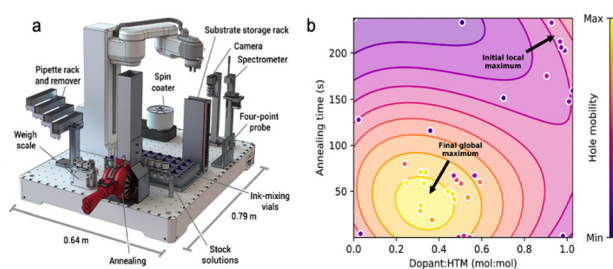 a
Substrate storage rack
Camera
Spectrometer
Pipette rack
and remover
Spin
coater
Four-point
probe
Weigh
scale
Ink-mixing
vials
0.79 m
0.64 m
Stock
solutions
Annealing
b
Initial local
maximum
Final global
maximum
Annealing time (s)
200
150
100
50
0.0
0.2
0.4
0.6
0.8
1.0
Dopant:HTM (mol:mol)
Max
Hole mobility
Min